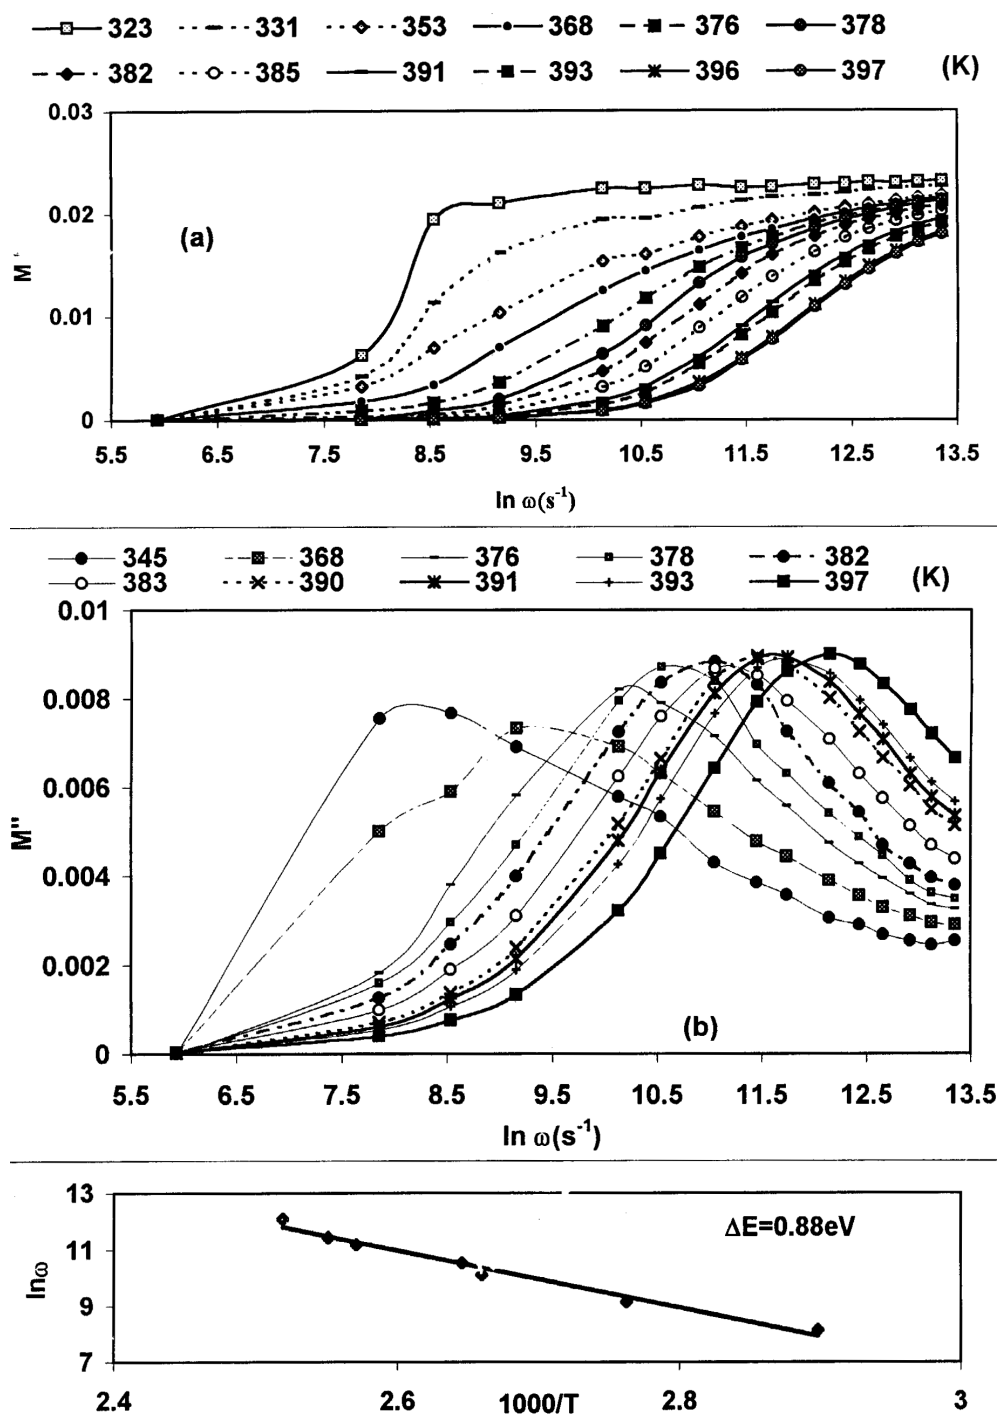 323 331 353 368 376 378
382 385 391 393 396 397 (K)
0.03
0.02
(a)
M '
0.01
0
5.5 6.5 7.5 8.5 9.5 10.5 11.5 12.5 13.5
ln ω(s⁻¹)
345 368 376 378 382
383 390 391 393 397 (K)
0.01
0.008
0.006
M"
0.004
0.002
(b)
0
5.5 6.5 7.5 8.5 9.5 10.5 11.5 12.5 13.5
ln ω(s⁻¹)
13
ΔE=0.88eV
11
lnω
9
7
2.4 2.6 1000/T 2.8 3